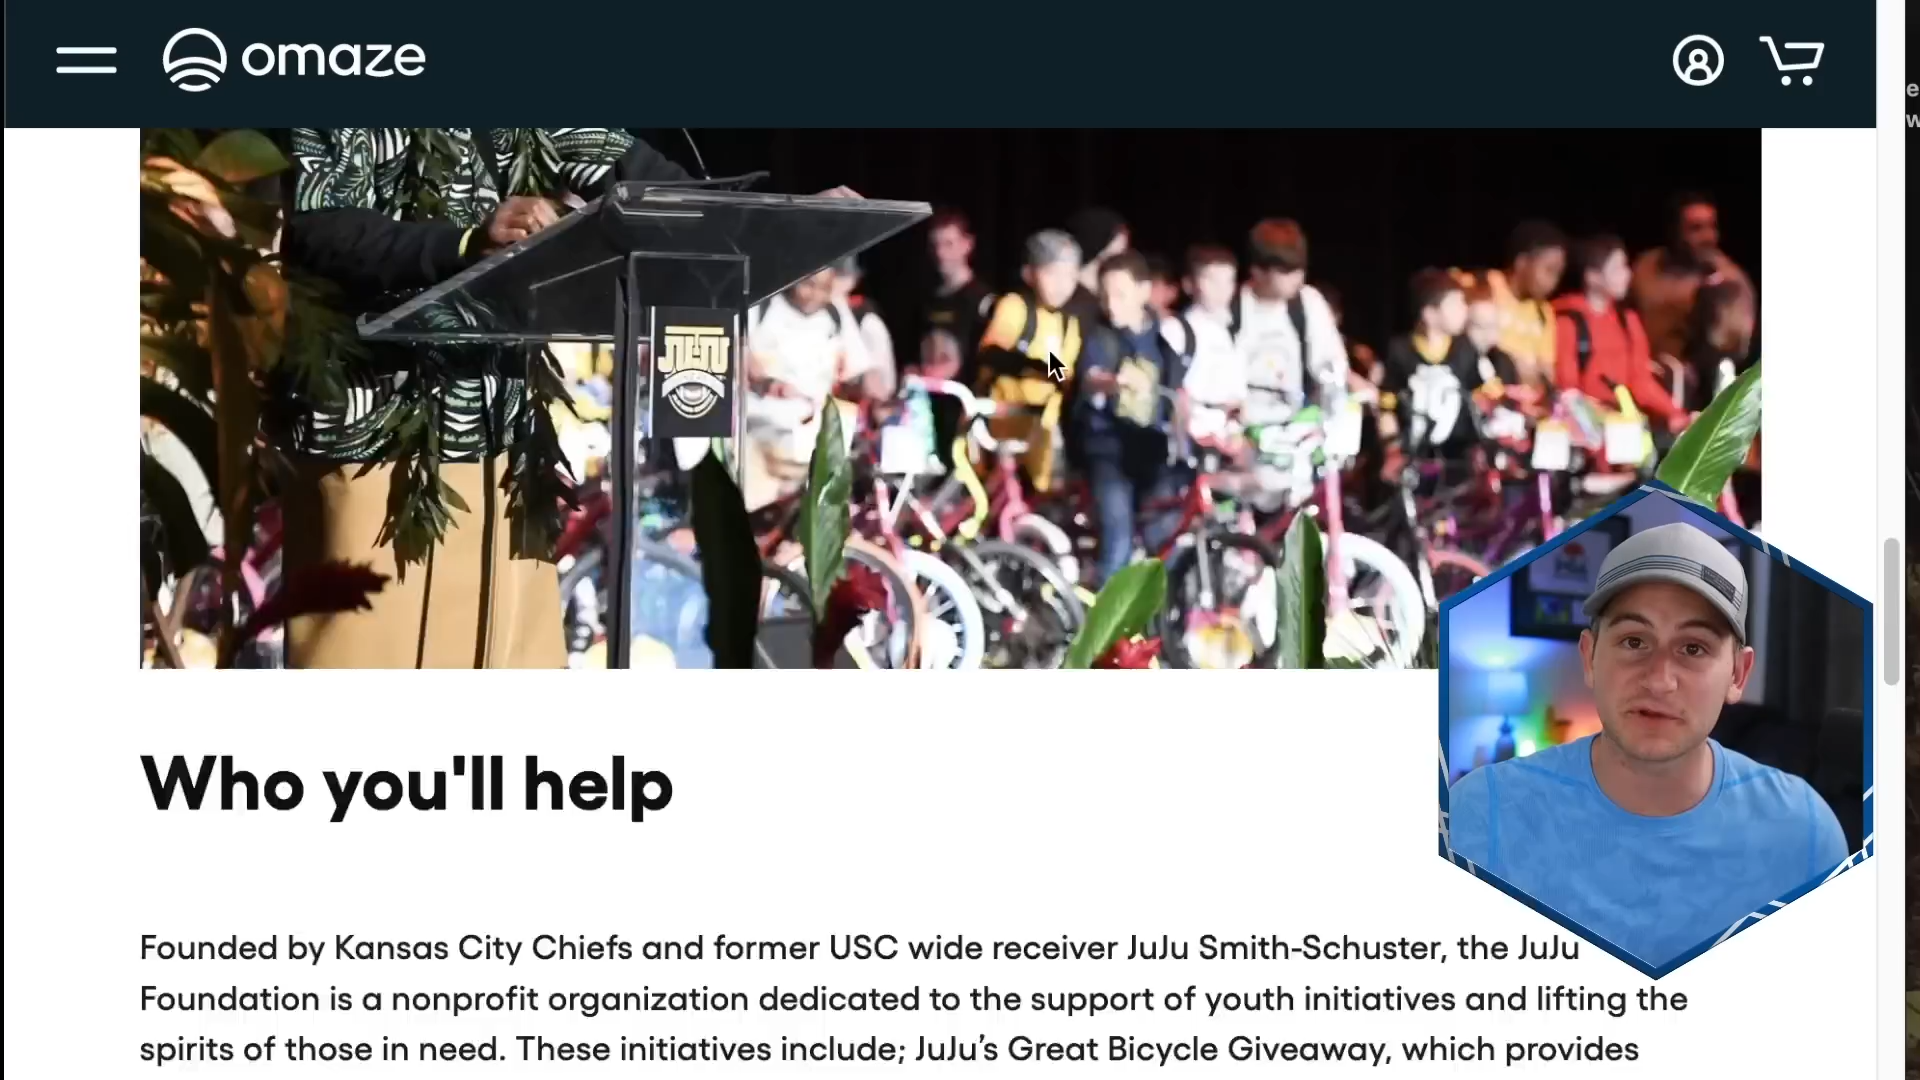 omaze
e
w
JUJU
19
Who you'll help
Founded by Kansas City Chiefs and former USC wide receiver JuJu Smith-Schuster, the JuJu
Foundation is a nonprofit organization dedicated to the support of youth initiatives and lifting the
spirits of those in need. These initiatives include; JuJu’s Great Bicycle Giveaway, which provides